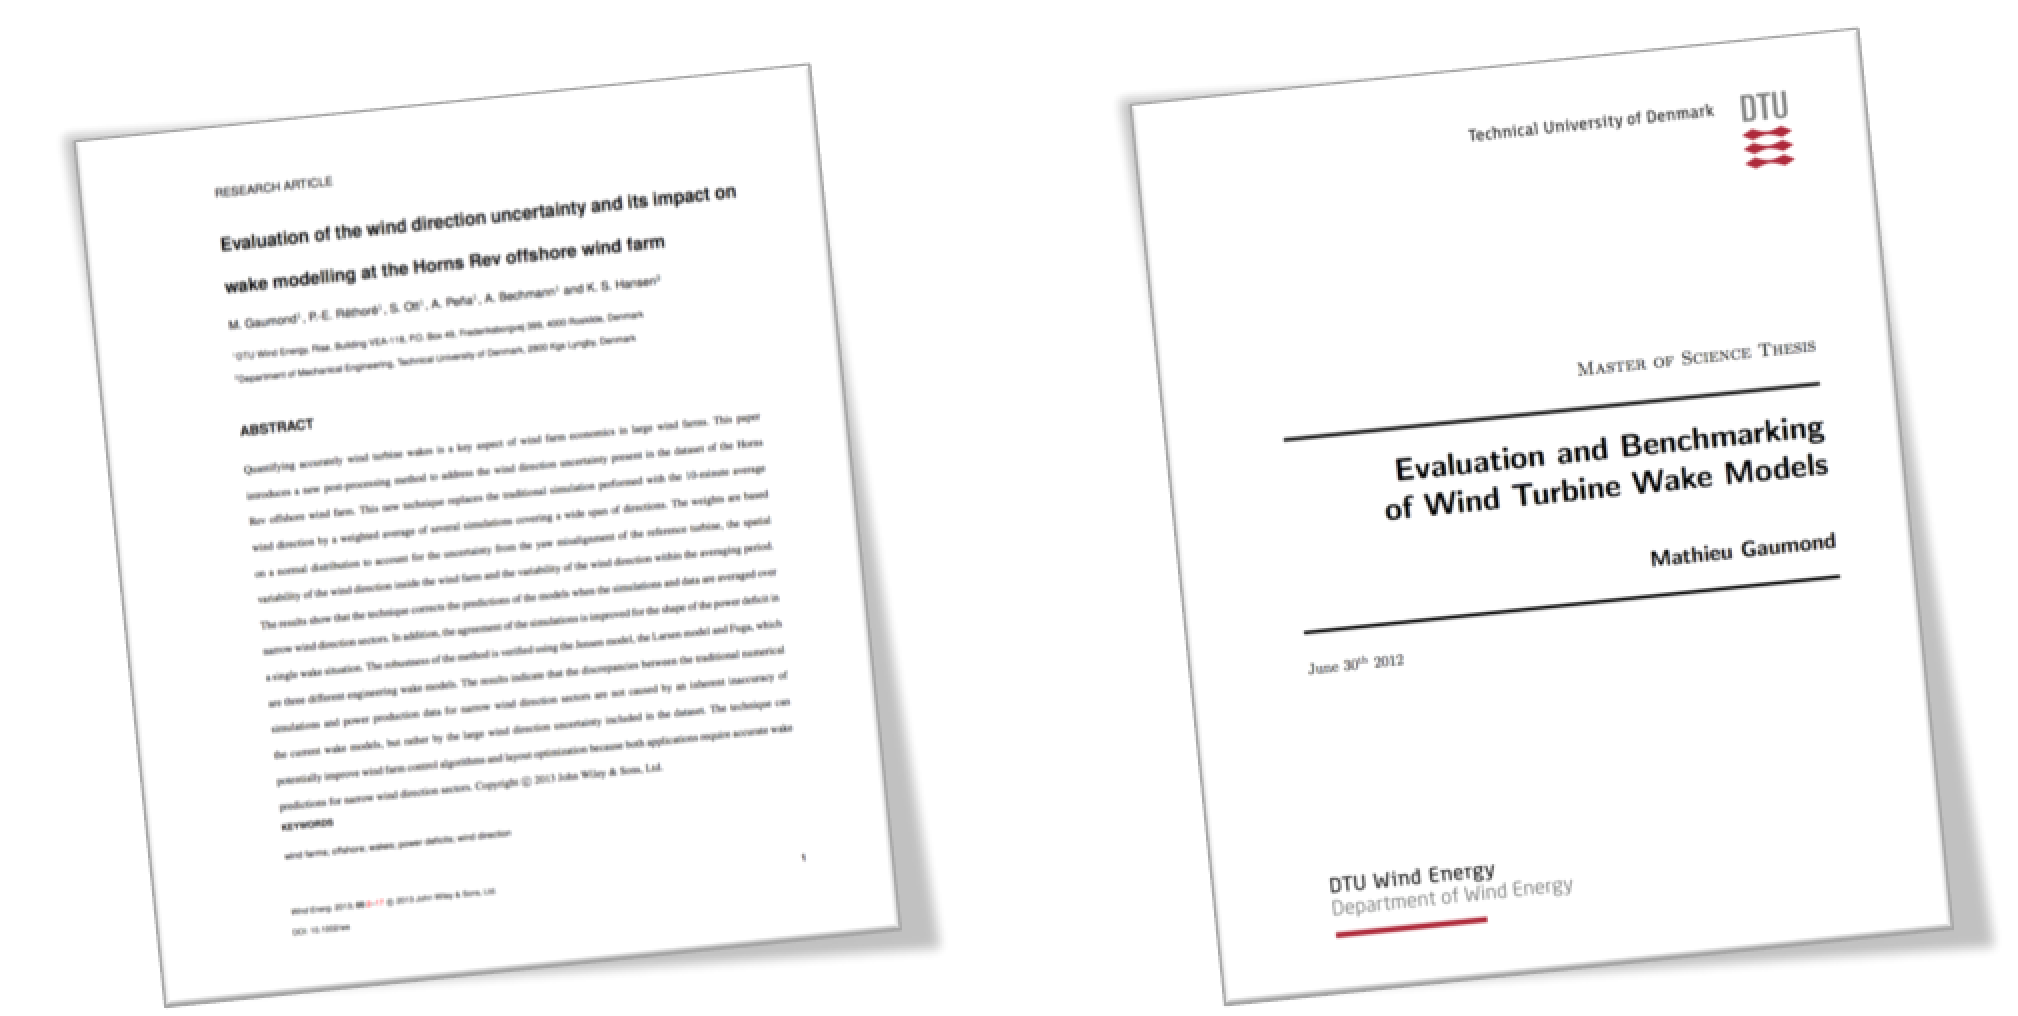 RESEARCH ARTICLE
Evaluation of the wind direction uncertainty and its impact on
wake modelling at the Horns Rev offshore wind farm
M. Gaumond¹, P.-E. Réthoré¹, S. Ott¹, A. Peña¹, A. Bechmann¹ and K. S. Hansen²
¹DTU Wind Energy, Risø, Building VEA-118, P.O. Box 49, Frederiksborgvej 399, 4000 Roskilde, Denmark
²Department of Mechanical Engineering, Technical University of Denmark, 2800 Kgs Lyngby, Denmark
ABSTRACT
Quantifying accurately wind turbine wakes is a key aspect of wind farm economics in large wind farms. This paper
introduces a new post-processing method to address the wind direction uncertainty present in the dataset of the Horns
Rev offshore wind farm. This new technique replaces the traditional simulation performed with the 10-minute average
wind direction by a weighted average of several simulations covering a wide span of directions. The weights are based
on a normal distribution to account for the uncertainty from the yaw misalignment of the reference turbine, the spatial
variability of the wind direction inside the wind farm and the variability of the wind direction within the averaging period.
The results show that the technique corrects the predictions of the models when the simulations and data are averaged over
narrow wind direction sectors. In addition, the agreement of the simulations is improved for the shape of the power deficit in
a single wake situation. The robustness of the method is verified using the Jensen model, the Larsen model and Fuga, which
are three different engineering wake models. The results indicate that the discrepancies between the traditional numerical
simulations and power production data for narrow wind direction sectors are not caused by an inherent inaccuracy of
the current wake models, but rather by the large wind direction uncertainty included in the dataset. The technique can
potentially improve wind farm control algorithms and layout optimization because both applications require accurate wake
predictions for narrow wind direction sectors. Copyright © 2013 John Wiley & Sons, Ltd.
KEYWORDS
wind farms; offshore; wakes; power deficits; wind direction
Wind Energ. 2013; 00:2–17 © 2013 John Wiley & Sons, Ltd.
1
DOI: 10.1002/we
Technical University of Denmark
DTU
MASTER OF SCIENCE THESIS
Evaluation and Benchmarking
of Wind Turbine Wake Models
Mathieu Gaumond
June 30th 2012
DTU Wind Energy
Department of Wind Energy